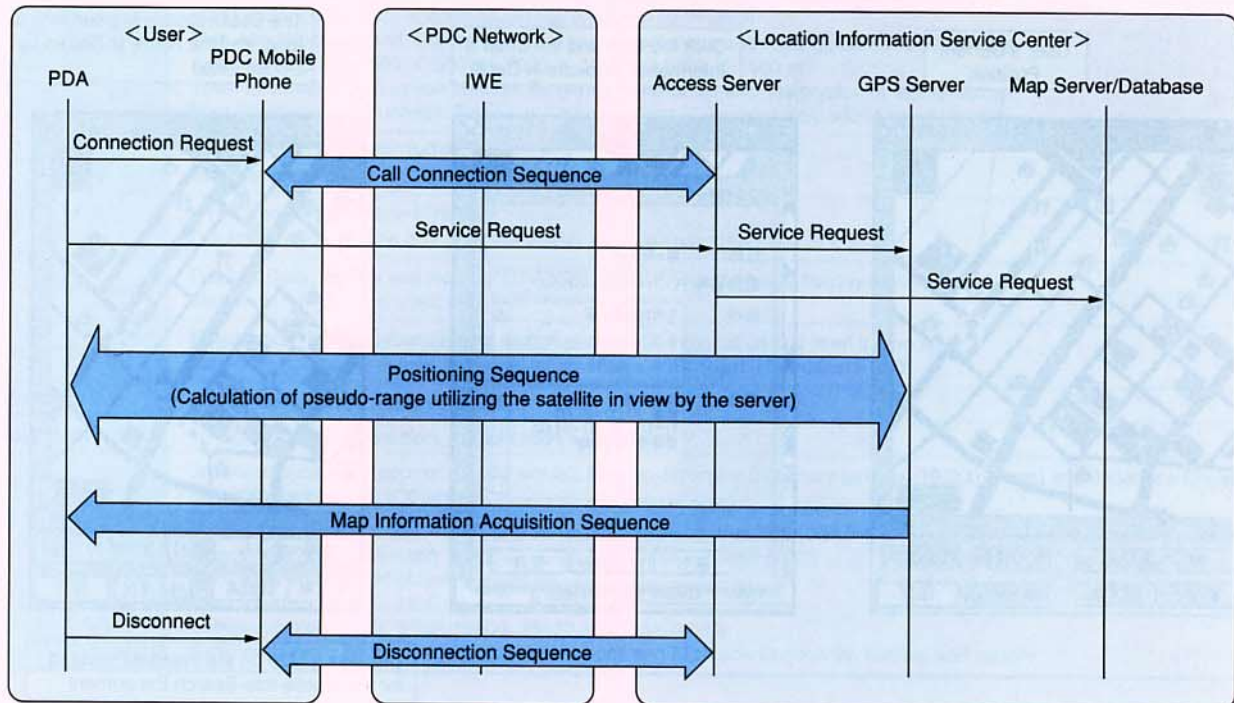 <User>
<PDC Network>
<Location Information Service Center>
PDA
PDC Mobile
Phone
IWE
Access Server
GPS Server
Map Server/Database
Connection Request
Call Connection Sequence
Service Request
Service Request
Service Request
Positioning Sequence
(Calculation of pseudo-range utilizing the satellite in view by the server)
Map Information Acquisition Sequence
Disconnect
Disconnection Sequence